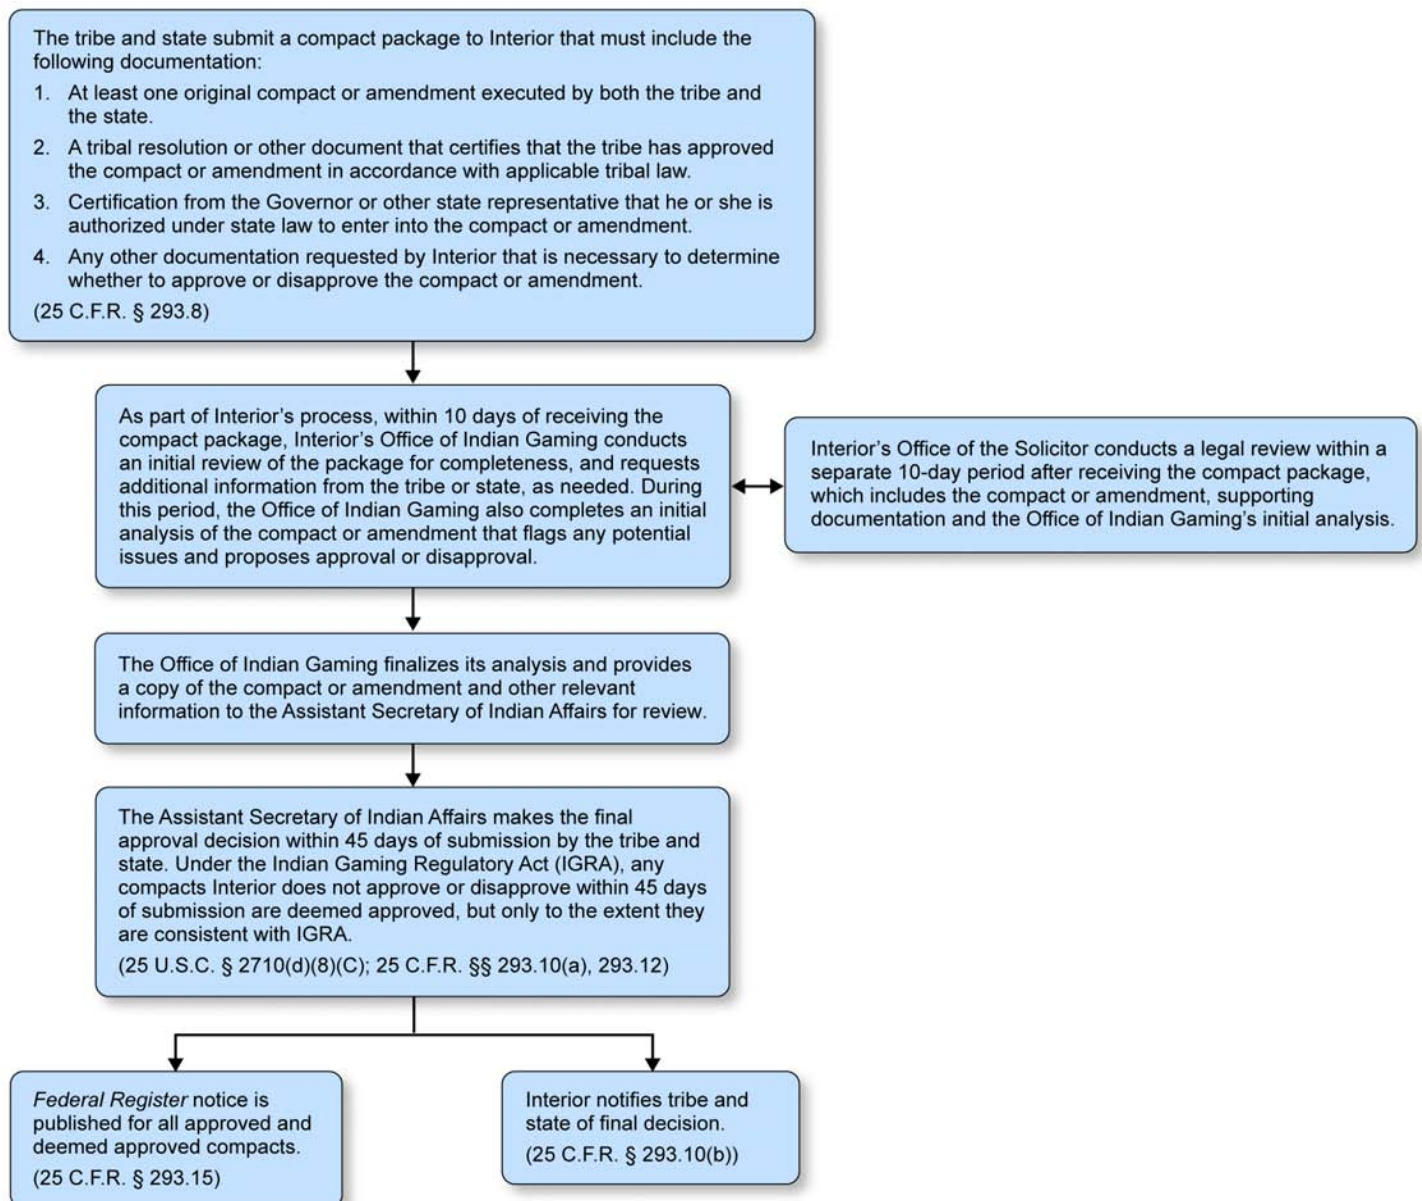 The tribe and state submit a compact package to Interior that must include the
following documentation:
1. At least one original compact or amendment executed by both the tribe and
the state.
2. A tribal resolution or other document that certifies that the tribe has approved
the compact or amendment in accordance with applicable tribal law.
3. Certification from the Governor or other state representative that he or she is
authorized under state law to enter into the compact or amendment.
4. Any other documentation requested by Interior that is necessary to determine
whether to approve or disapprove the compact or amendment.
(25 C.F.R. § 293.8)
As part of Interior’s process, within 10 days of receiving the
compact package, Interior’s Office of Indian Gaming conducts
an initial review of the package for completeness, and requests
additional information from the tribe or state, as needed. During
this period, the Office of Indian Gaming also completes an initial
analysis of the compact or amendment that flags any potential
issues and proposes approval or disapproval.
Interior’s Office of the Solicitor conducts a legal review within a
separate 10-day period after receiving the compact package,
which includes the compact or amendment, supporting
documentation and the Office of Indian Gaming’s initial analysis.
The Office of Indian Gaming finalizes its analysis and provides
a copy of the compact or amendment and other relevant
information to the Assistant Secretary of Indian Affairs for review.
The Assistant Secretary of Indian Affairs makes the final
approval decision within 45 days of submission by the tribe and
state. Under the Indian Gaming Regulatory Act (IGRA), any
compacts Interior does not approve or disapprove within 45 days
of submission are deemed approved, but only to the extent they
are consistent with IGRA.
(25 U.S.C. § 2710(d)(8)(C); 25 C.F.R. §§ 293.10(a), 293.12)
Federal Register notice is
published for all approved and
deemed approved compacts.
(25 C.F.R. § 293.15)
Interior notifies tribe and
state of final decision.
(25 C.F.R. § 293.10(b))